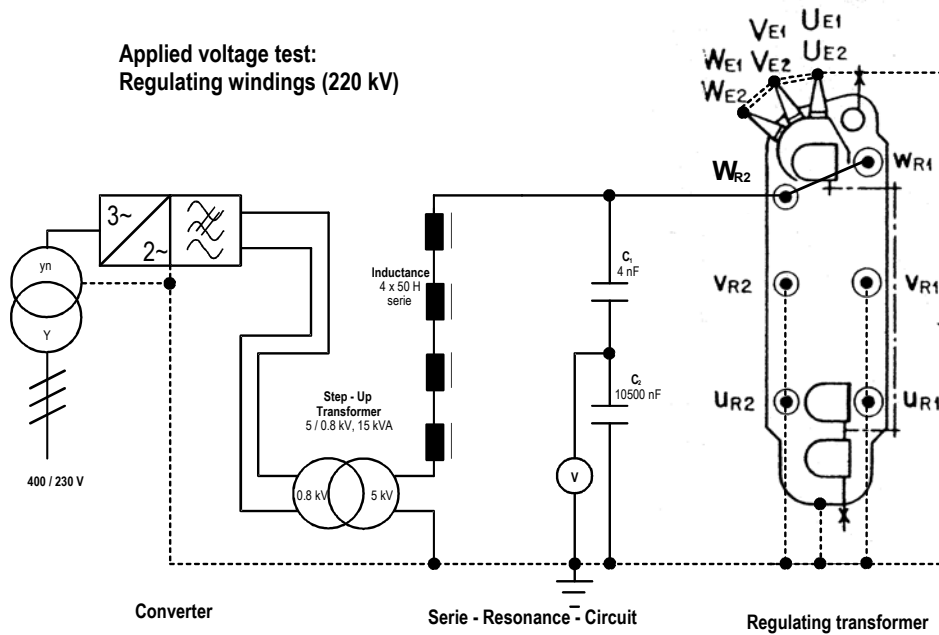 Applied voltage test:
Regulating windings (220 kV)
VE1 UE1
WE1 VE2 UE2
WE2
WR2
WR1
3~
2~
yn
Y
Inductance
4 x 50 H
serie
C1
4 nF
VR2
VR1
Step - Up
Transformer
5 / 0.8 kV, 15 kVA
C2
10500 nF
UR2
UR1
400 / 230 V
0.8 kV
5 kV
V
Converter
Serie - Resonance - Circuit
Regulating transformer